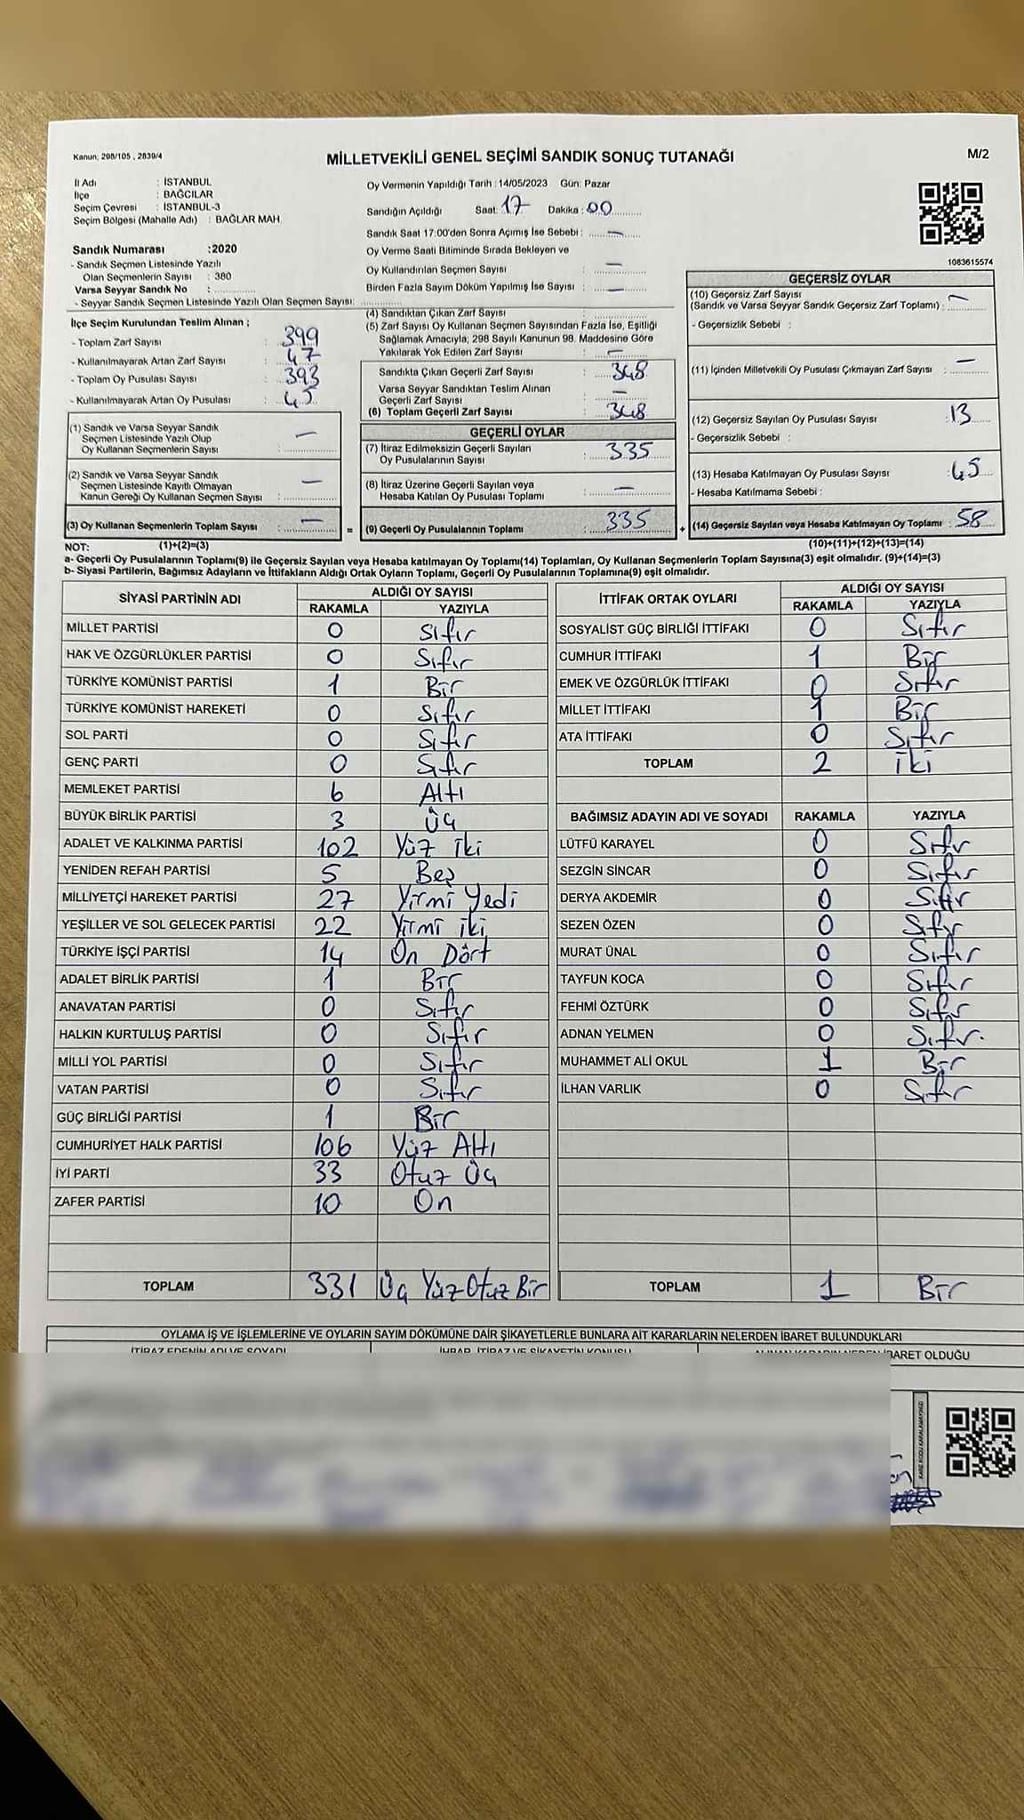 Kanun; 298/105 , 2839/4
MİLLETVEKİLİ GENEL SEÇİMİ SANDIK SONUÇ TUTANAĞI
M/2
İl Adı : İSTANBUL
İlçe : BAĞCILAR
Seçim Çevresi : İSTANBUL-3
Seçim Bölgesi (Mahalle Adı) : BAĞLAR MAH.
Sandık Numarası :2020
- Sandık Seçmen Listesinde Yazılı
Olan Seçmenlerin Sayısı : 380
Varsa Seyyar Sandık No :
- Seyyar Sandık Seçmen Listesinde Yazılı Olan Seçmen Sayısı:
Oy Vermenin Yapıldığı Tarih :14/05/2023 Gün: Pazar
Sandığın Açıldığı Saat: 17 Dakika : 00
Sandık Saat 17:00'den Sonra Açımış İse Sebebi : —
Oy Verme Saati Bitiminde Sırada Bekleyen ve
Oy Kullandırılan Seçmen Sayısı : —
Birden Fazla Sayım Döküm Yapılmış İse Sayısı : —
1083615574
İlçe Seçim Kurulundan Teslim Alınan ;
- Toplam Zarf Sayısı : 399
- Kullanılmayarak Artan Zarf Sayısı : 47
- Toplam Oy Pusulası Sayısı : 393
- Kullanılmayarak Artan Oy Pusulası : 45
(1) Sandık ve Varsa Seyyar Sandık
Seçmen Listesinde Yazılı Olup
Oy Kullanan Seçmenlerin Sayısı : —
(2) Sandık ve Varsa Seyyar Sandık
Seçmen Listesinde Kayıtlı Olmayan
Kanun Gereği Oy Kullanan Seçmen Sayısı : —
(3) Oy Kullanan Seçmenlerin Toplam Sayısı : —
(4) Sandıktan Çıkan Zarf Sayısı :
(5) Zarf Sayısı Oy Kullanan Seçmen Sayısından Fazla İse, Eşitliği
Sağlamak Amacıyla, 298 Sayılı Kanunun 98. Maddesine Göre
Yakılarak Yok Edilen Zarf Sayısı : —
Sandıkta Çıkan Geçerli Zarf Sayısı : 348
Varsa Seyyar Sandıktan Teslim Alınan
Geçerli Zarf Sayısı : —
(6) Toplam Geçerli Zarf Sayısı : 348
GEÇERLİ OYLAR
(7) İtiraz Edilmeksizin Geçerli Sayılan
Oy Pusulalarının Sayısı : 335
(8) İtiraz Üzerine Geçerli Sayılan veya
Hesaba Katılan Oy Pusulası Toplamı : —
= (9) Geçerli Oy Pusulalarının Toplamı : 335
GEÇERSİZ OYLAR
(10) Geçersiz Zarf Sayısı
(Sandık ve Varsa Seyyar Sandık Geçersiz Zarf Toplamı) : —
- Geçersizlik Sebebi :
(11) İçinden Milletvekili Oy Pusulası Çıkmayan Zarf Sayısı : —
(12) Geçersiz Sayılan Oy Pusulası Sayısı : 13
- Geçersizlik Sebebi :
(13) Hesaba Katılmayan Oy Pusulası Sayısı : 45
- Hesaba Katılmama Sebebi :
+ (14) Geçersiz Sayılan veya Hesaba Katılmayan Oy Toplamı : 58
NOT: (1)+(2)=(3) (10)+(11)+(12)+(13)=(14)
a- Geçerli Oy Pusulalarının Toplamı(9) ile Geçersiz Sayılan veya Hesaba katılmayan Oy Toplamı(14) Toplamları, Oy Kullanan Seçmenlerin Toplam Sayısına(3) eşit olmalıdır. (9)+(14)=(3)
b- Siyasi Partilerin, Bağımsız Adayların ve İttifakların Aldığı Ortak Oyların Toplamı, Geçerli Oy Pusulalarının Toplamına(9) eşit olmalıdır.
SİYASİ PARTİNİN ADI ALDIĞI OY SAYISI
RAKAMLA YAZIYLA
MİLLET PARTİSİ 0 Sıfır
HAK VE ÖZGÜRLÜKLER PARTİSİ 0 Sıfır
TÜRKİYE KOMÜNİST PARTİSİ 1 Bir
TÜRKİYE KOMÜNİST HAREKETİ 0 Sıfır
SOL PARTİ 0 Sıfır
GENÇ PARTİ 0 Sıfır
MEMLEKET PARTİSİ 6 Altı
BÜYÜK BİRLİK PARTİSİ 3 Üç
ADALET VE KALKINMA PARTİSİ 102 Yüz iki
YENİDEN REFAH PARTİSİ 5 Beş
MİLLİYETÇİ HAREKET PARTİSİ 27 Yirmi Yedi
YEŞİLLER VE SOL GELECEK PARTİSİ 22 Yirmi iki
TÜRKİYE İŞÇİ PARTİSİ 14 On Dört
ADALET BİRLİK PARTİSİ 1 Bir
ANAVATAN PARTİSİ 0 Sıfır
HALKIN KURTULUŞ PARTİSİ 0 Sıfır
MİLLİ YOL PARTİSİ 0 Sıfır
VATAN PARTİSİ 0 Sıfır
GÜÇ BİRLİĞİ PARTİSİ 1 Bir
CUMHURİYET HALK PARTİSİ 106 Yüz Altı
İYİ PARTİ 33 Otuz Üç
ZAFER PARTİSİ 10 On
TOPLAM 331 Üç Yüz Otuz Bir
İTTİFAK ORTAK OYLARI ALDIĞI OY SAYISI
RAKAMLA YAZIYLA
SOSYALİST GÜÇ BİRLİĞİ İTTİFAKI 0 Sıfır
CUMHUR İTTİFAKI 1 Bir
EMEK VE ÖZGÜRLÜK İTTİFAKI 0 Sıfır
MİLLET İTTİFAKI 1 Bir
ATA İTTİFAKI 0 Sıfır
TOPLAM 2 iki
BAĞIMSIZ ADAYIN ADI VE SOYADI RAKAMLA YAZIYLA
LÜTFÜ KARAYEL 0 Sıfır
SEZGİN SİNCAR 0 Sıfır
DERYA AKDEMİR 0 Sıfır
SEZEN ÖZEN 0 Sıfır
MURAT ÜNAL 0 Sıfır
TAYFUN KOCA 0 Sıfır
FEHMİ ÖZTÜRK 0 Sıfır
ADNAN YELMEN 0 Sıfır.
MUHAMMET ALİ OKUL 1 Bir
İLHAN VARLIK 0 Sıfır
TOPLAM 1 Bir
OYLAMA İŞ VE İŞLEMLERİNE VE OYLARIN SAYIM DÖKÜMÜNE DAİR ŞİKAYETLERLE BUNLARA AİT KARARLARIN NELERDEN İBARET BULUNDUKLARI
İTİRAZ EDENİN ADI VE SOYADI İHBAR, İTİRAZ VE ŞİKAYETİN KONUSU ALINAN KARARIN NEDEN İBARET OLDUĞU
KARE KODU KARALAMAYINIZ